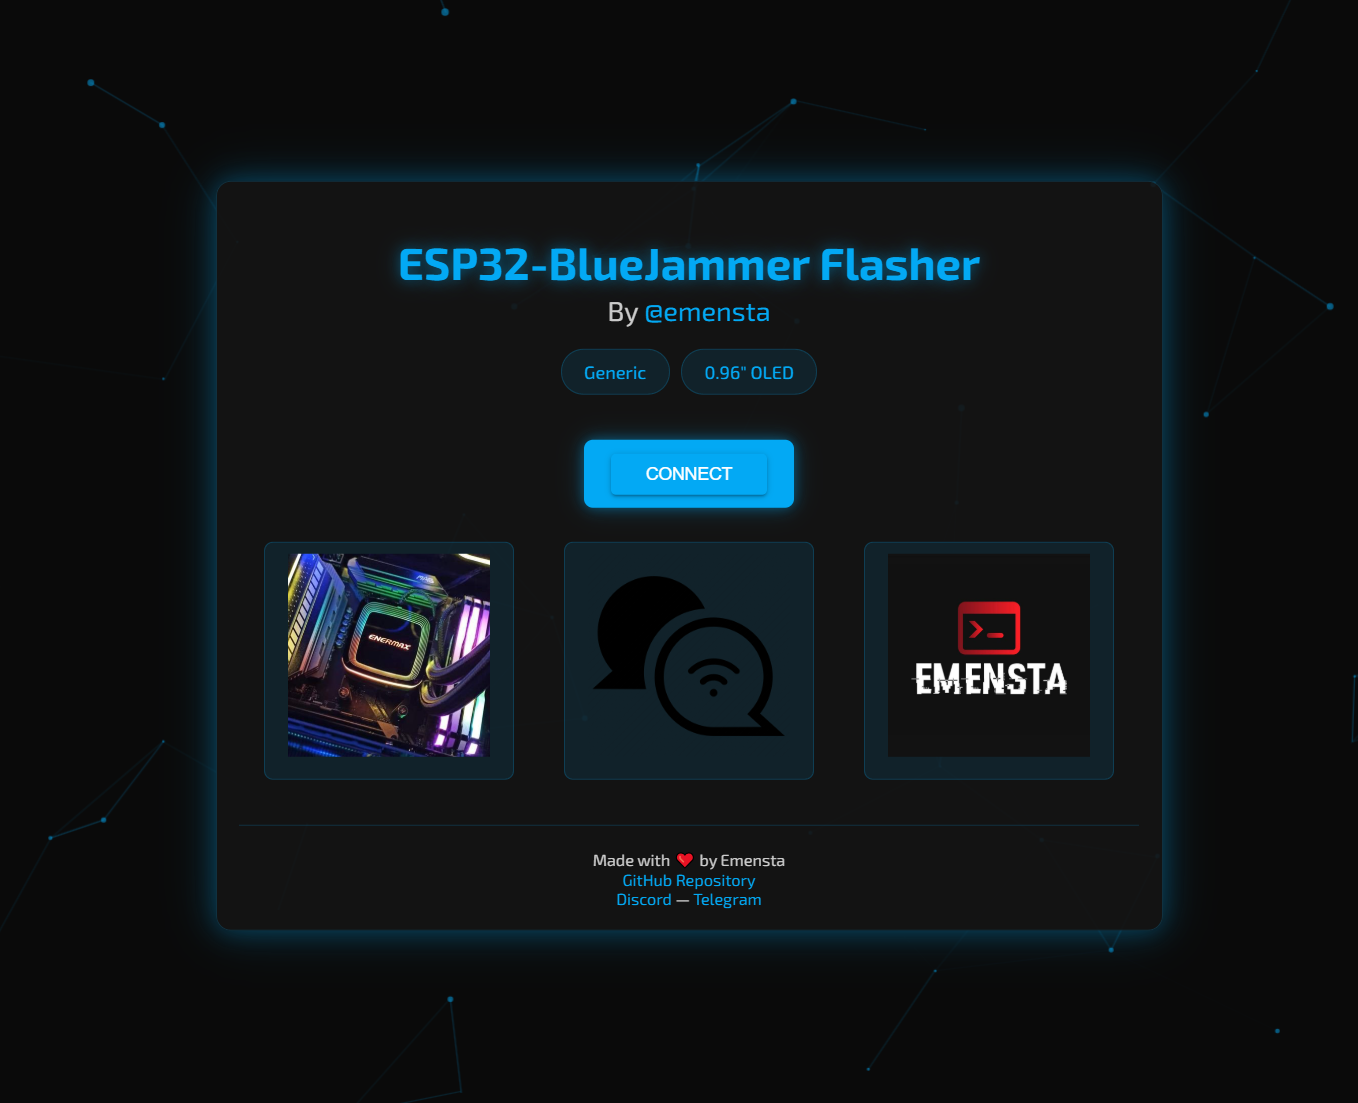 ESP32-BlueJammer Flasher
By @emensta
Generic
0.96" OLED
CONNECT
ENERMAX
>_
EMENSTA
Made with ❤️ by Emensta
GitHub Repository
Discord — Telegram